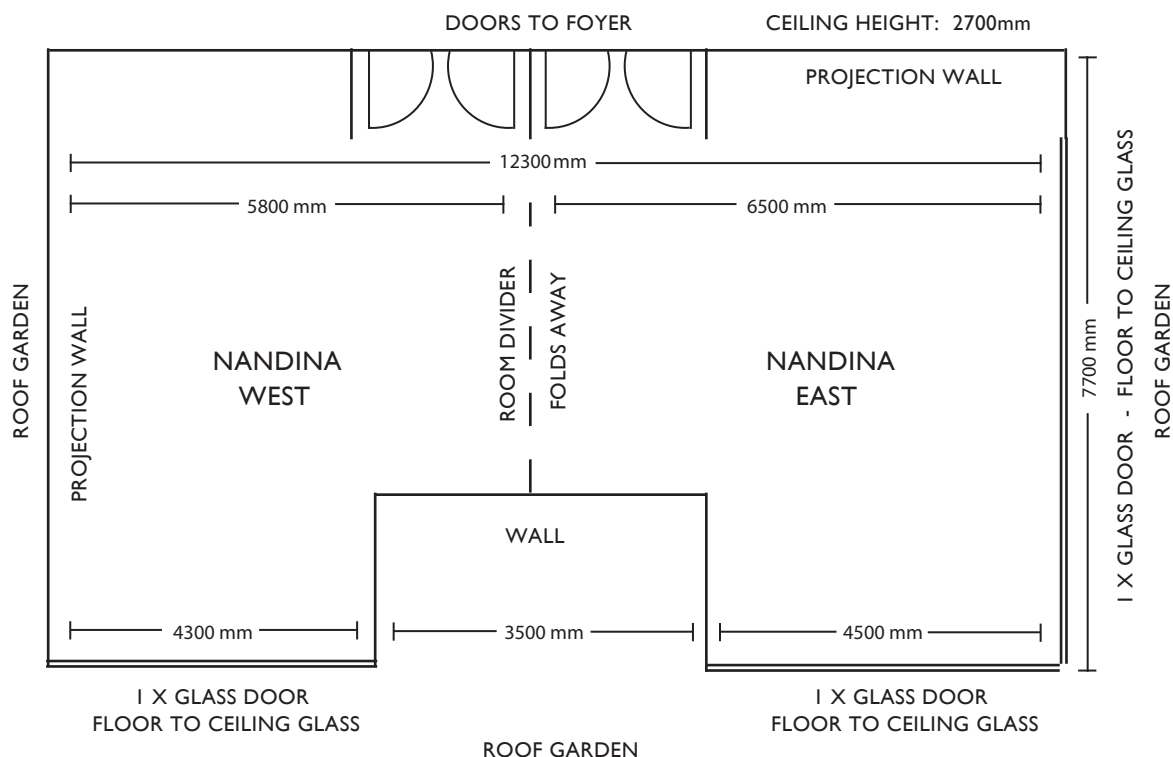 DOORS TO FOYER
CEILING HEIGHT: 2700mm
PROJECTION WALL
12300 mm
5800 mm
6500 mm
ROOF GARDEN
PROJECTION WALL
NANDINA
WEST
ROOM DIVIDER
FOLDS AWAY
NANDINA
EAST
7700 mm
1 X GLASS DOOR - FLOOR TO CEILING GLASS
ROOF GARDEN
WALL
4300 mm
3500 mm
4500 mm
1 X GLASS DOOR
FLOOR TO CEILING GLASS
1 X GLASS DOOR
FLOOR TO CEILING GLASS
ROOF GARDEN